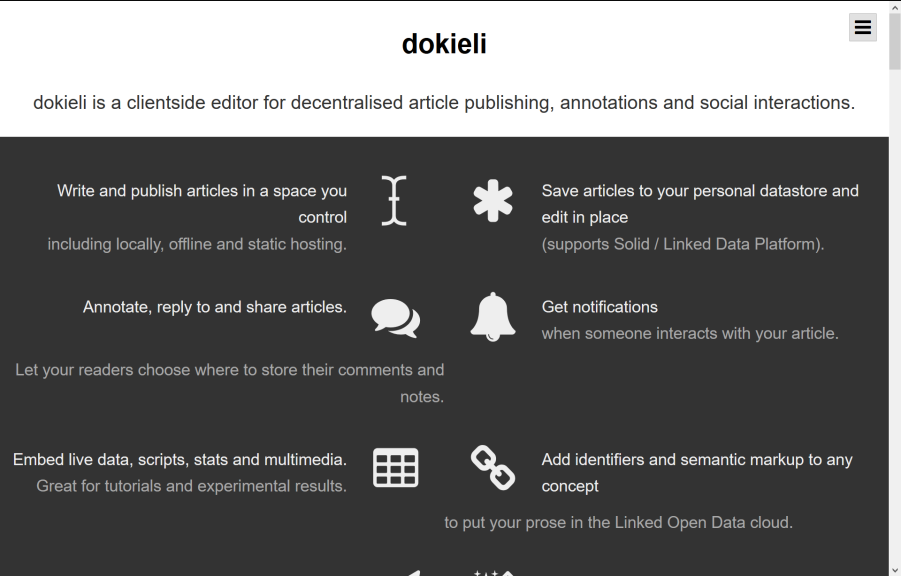 dokieli
dokieli is a clientside editor for decentralised article publishing, annotations and social interactions.
Write and publish articles in a space you
control
including locally, offline and static hosting.
Save articles to your personal datastore and
edit in place
(supports Solid / Linked Data Platform).
Annotate, reply to and share articles.
Let your readers choose where to store their comments and
notes.
Get notifications
when someone interacts with your article.
Embed live data, scripts, stats and multimedia.
Great for tutorials and experimental results.
Add identifiers and semantic markup to any
concept
to put your prose in the Linked Open Data cloud.